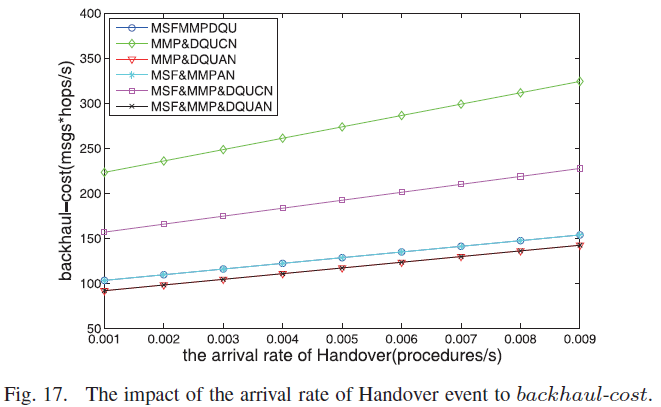 400
350
300
250
200
150
100
50
backhaul-cost(msgs*hops/s)
MSFMMPDQU
MMP&DQUCN
MMP&DQUAN
MSF&MMPAN
MSF&MMP&DQUCN
MSF&MMP&DQUAN
0.001 0.002 0.003 0.004 0.005 0.006 0.007 0.008 0.009
the arrival rate of Handover(procedures/s)
Fig. 17. The impact of the arrival rate of Handover event to backhaul-cost.